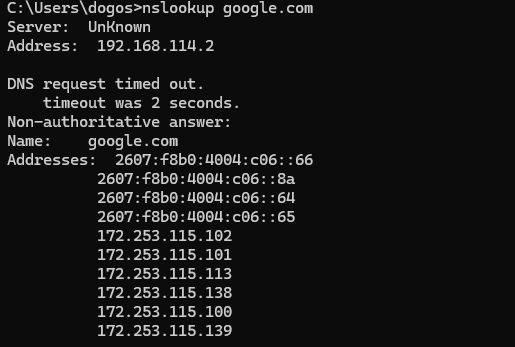 C:\Users\dogos>nslookup google.com
Server:  UnKnown
Address:  192.168.114.2

DNS request timed out.
    timeout was 2 seconds.
Non-authoritative answer:
Name:    google.com
Addresses:  2607:f8b0:4004:c06::66
          2607:f8b0:4004:c06::8a
          2607:f8b0:4004:c06::64
          2607:f8b0:4004:c06::65
          172.253.115.102
          172.253.115.101
          172.253.115.113
          172.253.115.138
          172.253.115.100
          172.253.115.139